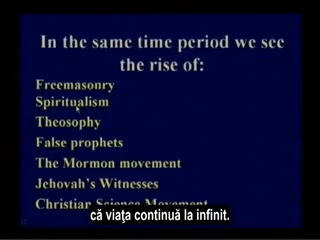 In the same time period we see
the rise of:
Freemasonry
Spiritualism
Theosophy
False prophets
The Mormon movement
Jehovah's Witnesses
Christian Science Movement
că viaţa continuă la infinit.